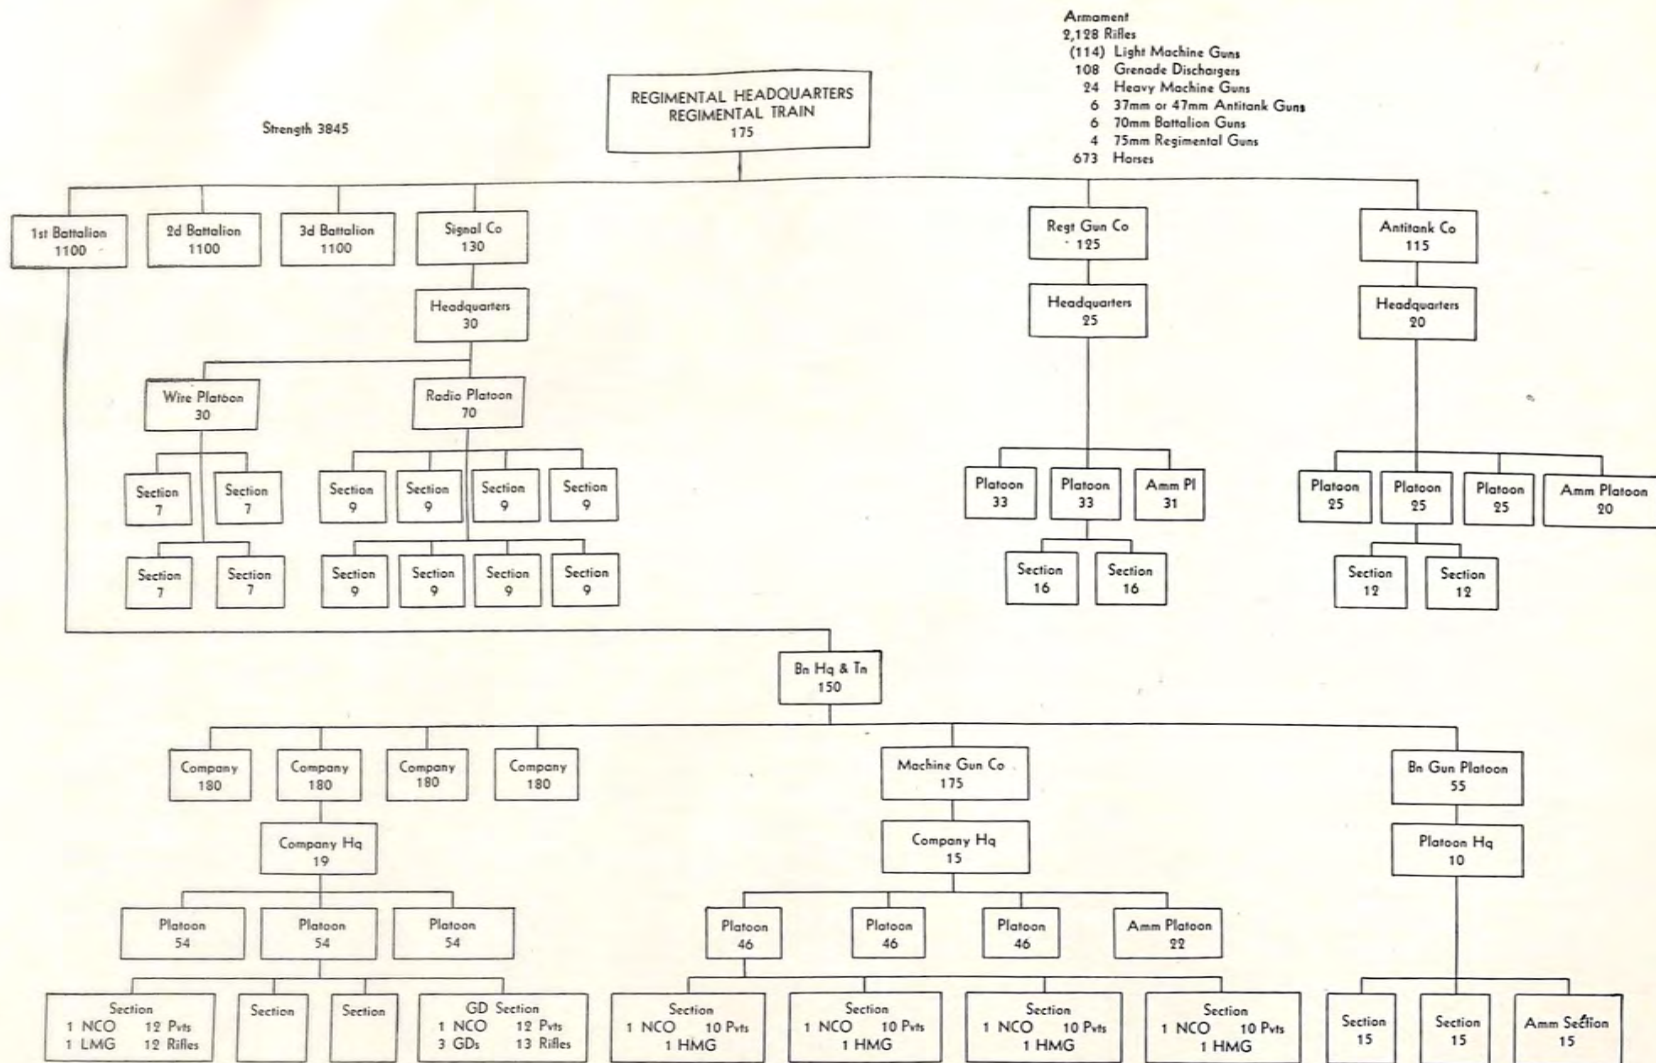 Armament
2,128 Rifles
(114) Light Machine Guns
108 Grenade Dischargers
24 Heavy Machine Guns
6 37mm or 47mm Antitank Guns
6 70mm Battalion Guns
4 75mm Regimental Guns
673 Horses
Strength 3845
REGIMENTAL HEADQUARTERS
REGIMENTAL TRAIN
175
1st Battalion
1100
2d Battalion
1100
3d Battalion
1100
Signal Co
130
Regt Gun Co
125
Antitank Co
115
Headquarters
30
Headquarters
25
Headquarters
20
Wire Platoon
30
Radio Platoon
70
Section
7
Section
7
Section
9
Section
9
Section
9
Section
9
Platoon
33
Platoon
33
Amm Pl
31
Platoon
25
Platoon
25
Platoon
25
Amm Platoon
20
Section
7
Section
7
Section
9
Section
9
Section
9
Section
9
Section
16
Section
16
Section
12
Section
12
Bn Hq & Tn
150
Company
180
Company
180
Company
180
Company
180
Machine Gun Co
175
Bn Gun Platoon
55
Company Hq
19
Company Hq
15
Platoon Hq
10
Platoon
54
Platoon
54
Platoon
54
Platoon
46
Platoon
46
Platoon
46
Amm Platoon
22
Section
1 NCO 12 Pvts
1 LMG 12 Rifles
Section
Section
GD Section
1 NCO 12 Pvts
3 GDs 13 Rifles
Section
1 NCO 10 Pvts
1 HMG
Section
1 NCO 10 Pvts
1 HMG
Section
1 NCO 10 Pvts
1 HMG
Section
1 NCO 10 Pvts
1 HMG
Section
15
Section
15
Amm Section
15